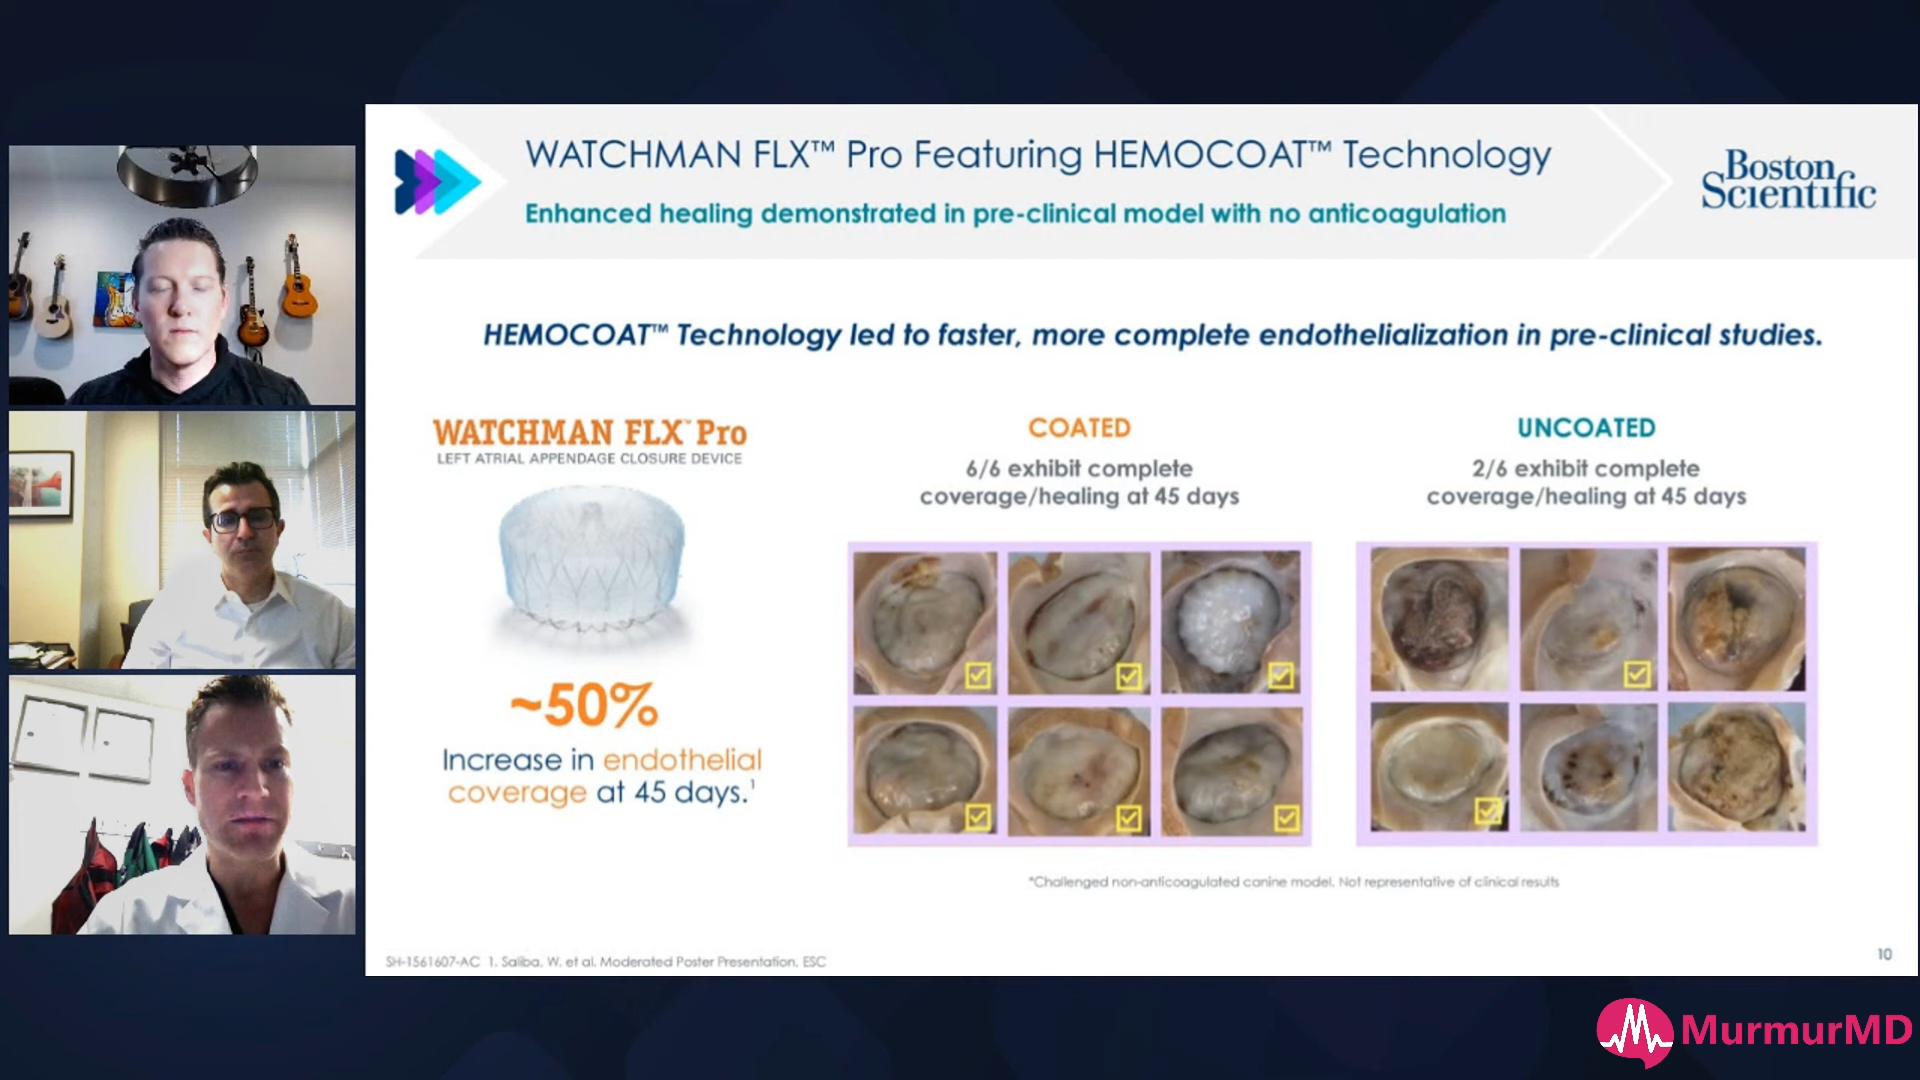 WATCHMAN FLX™ Pro Featuring HEMOCOAT™ Technology
Enhanced healing demonstrated in pre-clinical model with no anticoagulation
Boston
Scientific
HEMOCOAT™ Technology led to faster, more complete endothelialization in pre-clinical studies.
WATCHMAN FLX™ Pro
LEFT ATRIAL APPENDAGE CLOSURE DEVICE
~50%
Increase in endothelial
coverage at 45 days.¹
COATED
6/6 exhibit complete
coverage/healing at 45 days
UNCOATED
2/6 exhibit complete
coverage/healing at 45 days
*Challenged non-anticoagulated canine model. Not representative of clinical results
SH-1561607-AC 1. Saliba, W. et al. Moderated Poster Presentation, ESC
10
MurmurMD